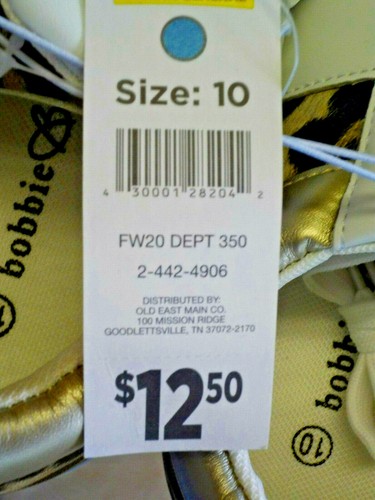 Size: 10
4 30001 28204 2
FW20 DEPT 350
2-442-4906
DISTRIBUTED BY:
OLD EAST MAIN CO.
100 MISSION RIDGE
GOODLETTSVILLE, TN 37072-2170
$12.50
bobbie
bobbi
10